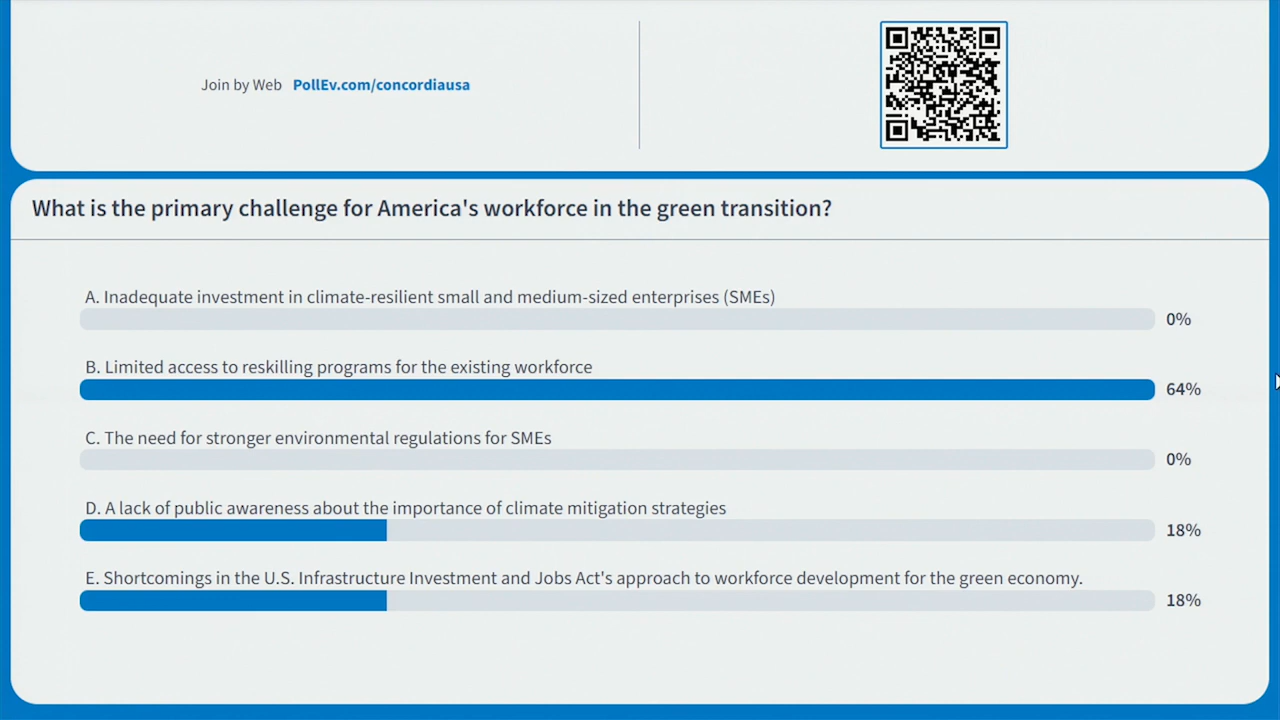 Join by Web PollEv.com/concordiausa
What is the primary challenge for America's workforce in the green transition?
A. Inadequate investment in climate-resilient small and medium-sized enterprises (SMEs)
0%
B. Limited access to reskilling programs for the existing workforce
64%
C. The need for stronger environmental regulations for SMEs
0%
D. A lack of public awareness about the importance of climate mitigation strategies
18%
E. Shortcomings in the U.S. Infrastructure Investment and Jobs Act's approach to workforce development for the green economy.
18%